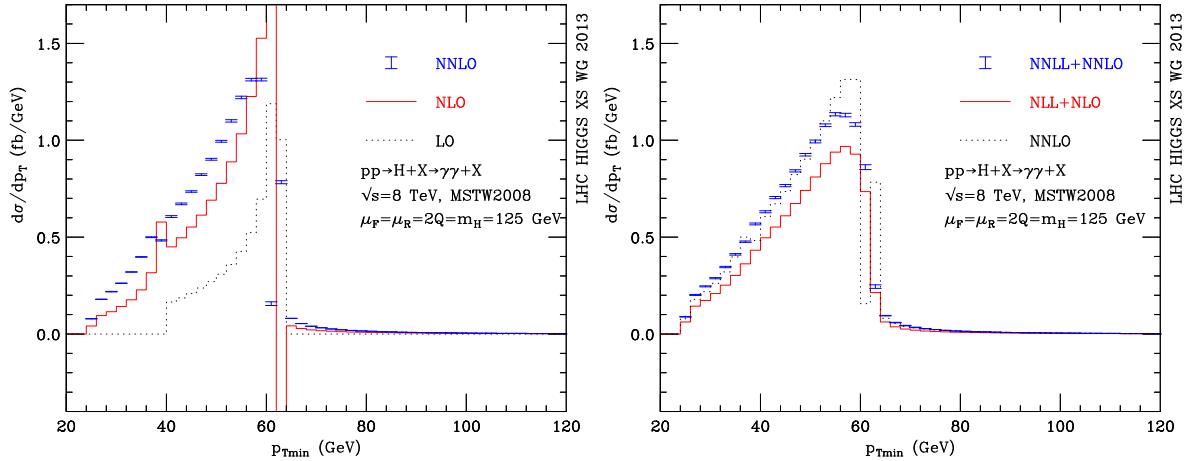 1.5
1.0
0.5
0.0
dσ/dp_T (fb/GeV)
NNLO
NLO
LO
pp→H+X→γγ+X
√s=8 TeV, MSTW2008
μ_F=μ_R=2Q=m_H=125 GeV
20 40 60 80 100 120
p_Tmin (GeV)
LHC HIGGS XS WG 2013
1.5
1.0
0.5
0.0
dσ/dp_T (fb/GeV)
NNLL+NNLO
NLL+NLO
NNLO
pp→H+X→γγ+X
√s=8 TeV, MSTW2008
μ_F=μ_R=2Q=m_H=125 GeV
20 40 60 80 100 120
p_Tmin (GeV)
LHC HIGGS XS WG 2013